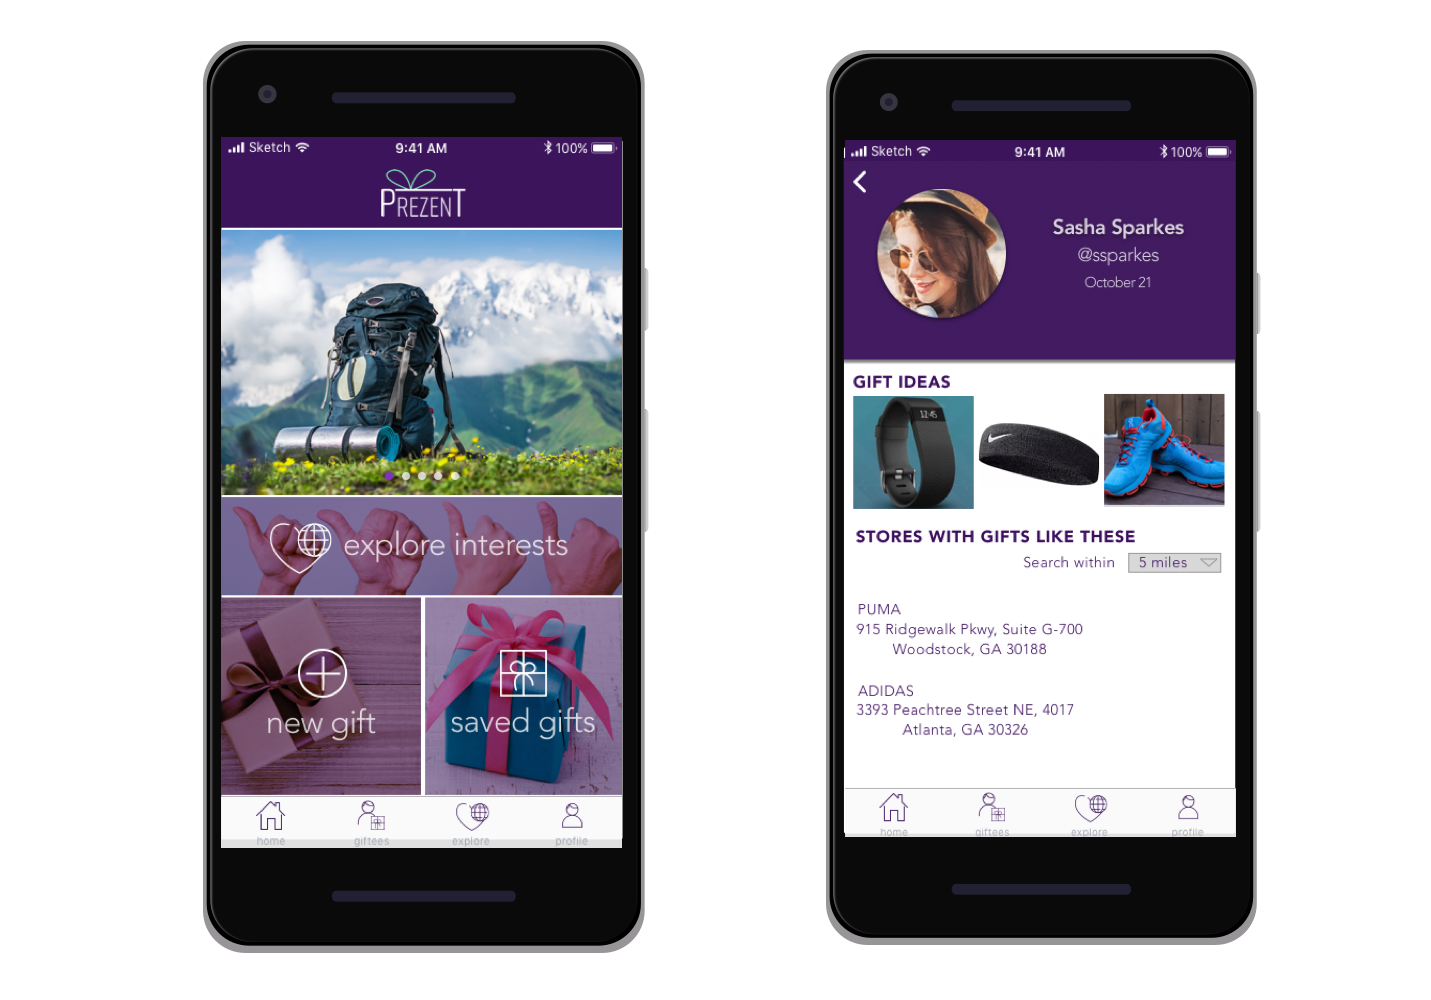 Sketch 9:41 AM 100%
PREZENT
explore interests
new gift
saved gifts
home giftees explore profile
Sketch 9:41 AM 100%
Sasha Sparkes
@ssparkes
October 21
GIFT IDEAS
12:45
STORES WITH GIFTS LIKE THESE
Search within 5 miles
PUMA
915 Ridgewalk Pkwy, Suite G-700
Woodstock, GA 30188
ADIDAS
3393 Peachtree Street NE, 4017
Atlanta, GA 30326
home giftees explore profile